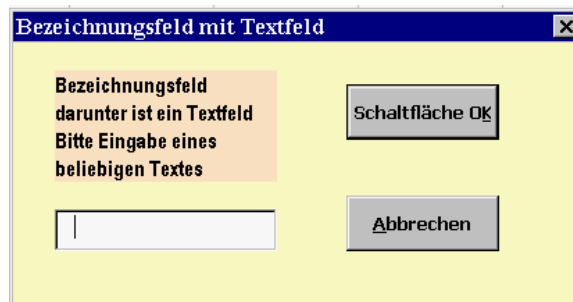 Bezeichnungsfeld mit Textfeld
Bezeichnungsfeld
darunter ist ein Textfeld
Bitte Eingabe eines
beliebigen Textes
Schaltfläche OK
Abbrechen